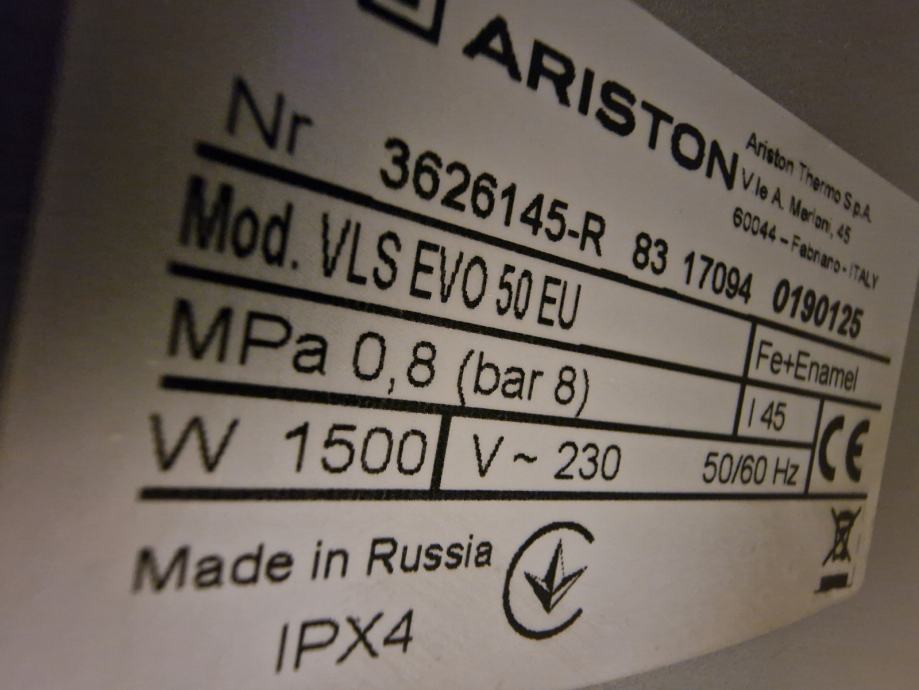 ARISTON
Ariston Thermo S.p.A.
V.le A. Merloni, 45
60044 – Fabriano - ITALY
Nr 3626145-R 83 17094 0190125
Mod. VLS EVO 50 EU
Fe+Enamel
MPa 0,8 (bar 8)
l 45
W 1500
V ~ 230 50/60 Hz
CE
Made in Russia
IPX4